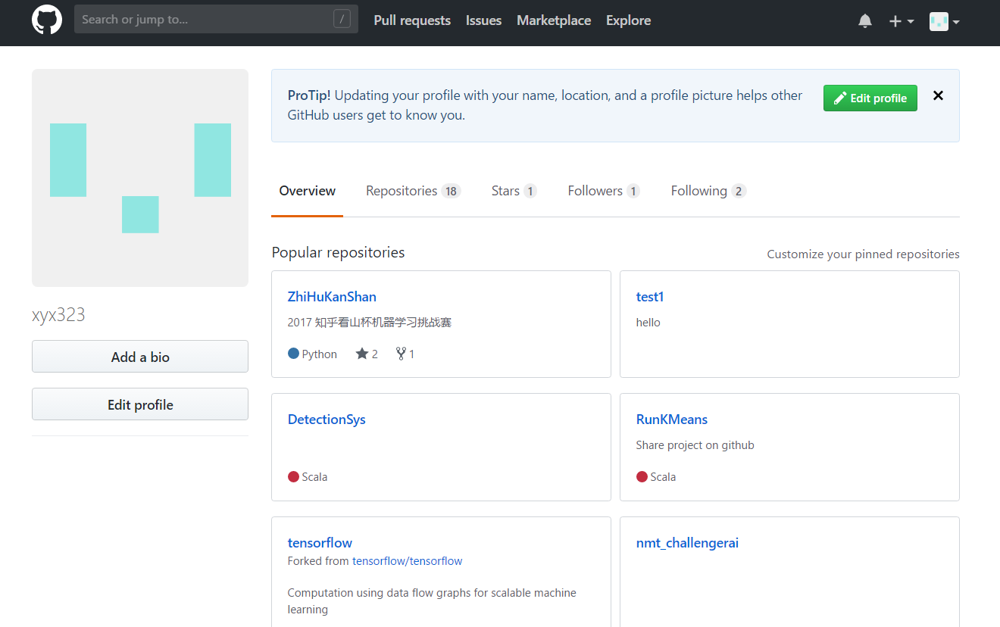 Search or jump to... /
Pull requests Issues Marketplace Explore
ProTip! Updating your profile with your name, location, and a profile picture helps other
GitHub users get to know you.
Edit profile
Overview Repositories 18 Stars 1 Followers 1 Following 2
Popular repositories
Customize your pinned repositories
xyx323
Add a bio
Edit profile
ZhiHuKanShan
2017 知乎看山杯机器学习挑战赛
Python 2 1
test1
hello
DetectionSys
Scala
RunKMeans
Share project on github
Scala
tensorflow
Forked from tensorflow/tensorflow
Computation using data flow graphs for scalable machine
learning
nmt_challengerai